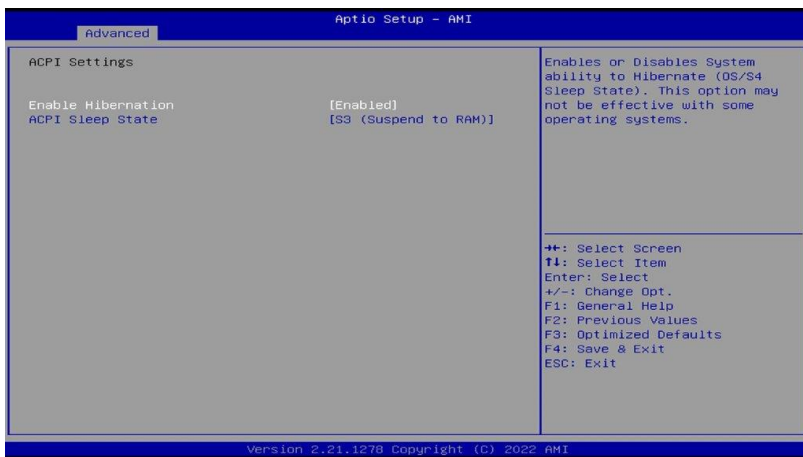 Aptio Setup – AMI
Advanced
ACPI Settings
Enable Hibernation [Enabled]
ACPI Sleep State [S3 (Suspend to RAM)]
Enables or Disables System
ability to Hibernate (OS/S4
Sleep State). This option may
not be effective with some
operating systems.
→←: Select Screen
↑↓: Select Item
Enter: Select
+/-: Change Opt.
F1: General Help
F2: Previous Values
F3: Optimized Defaults
F4: Save & Exit
ESC: Exit
Version 2.21.1278 Copyright (C) 2022 AMI